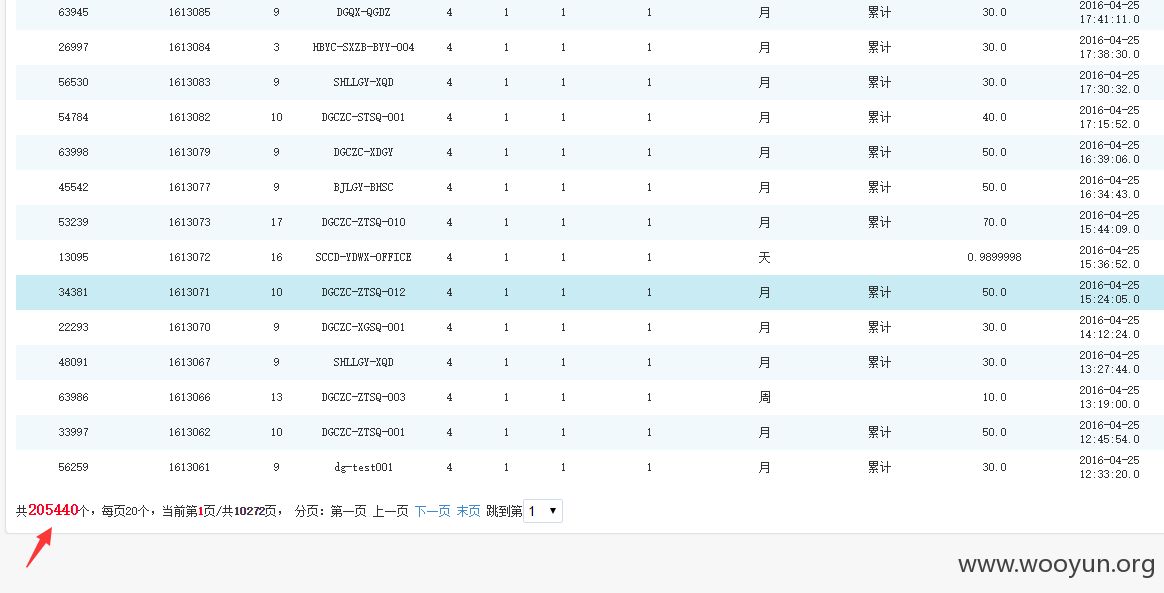 63945 1613085 9 DGQX-QGDZ 4 1 1 1 月 累计 30.0 2016-04-25 17:41:11.0
26997 1613084 3 HBYC-SXZB-BYY-004 4 1 1 1 月 累计 30.0 2016-04-25 17:38:30.0
56530 1613083 9 SHLLGY-XQD 4 1 1 1 月 累计 30.0 2016-04-25 17:30:32.0
54784 1613082 10 DGCZC-STSQ-001 4 1 1 1 月 累计 40.0 2016-04-25 17:15:52.0
63998 1613079 9 DGCZC-XDGY 4 1 1 1 月 累计 50.0 2016-04-25 16:39:06.0
45542 1613077 9 BJLGY-BHSC 4 1 1 1 月 累计 50.0 2016-04-25 16:34:43.0
53239 1613073 17 DGCZC-ZTSQ-010 4 1 1 1 月 累计 70.0 2016-04-25 15:44:09.0
13095 1613072 16 SCCD-YDWX-OFFICE 4 1 1 1 天 0.9899998 2016-04-25 15:36:52.0
34381 1613071 10 DGCZC-ZTSQ-012 4 1 1 1 月 累计 50.0 2016-04-25 15:24:05.0
22293 1613070 9 DGCZC-XGSQ-001 4 1 1 1 月 累计 30.0 2016-04-25 14:12:24.0
48091 1613067 9 SHLLGY-XQD 4 1 1 1 月 累计 30.0 2016-04-25 13:27:44.0
63986 1613066 13 DGCZC-ZTSQ-003 4 1 1 1 周 10.0 2016-04-25 13:19:00.0
33997 1613062 10 DGCZC-ZTSQ-001 4 1 1 1 月 累计 50.0 2016-04-25 12:45:54.0
56259 1613061 9 dg-test001 4 1 1 1 月 累计 30.0 2016-04-25 12:33:20.0
共205440个，每页20个，当前第1页/共10272页， 分页：第一页 上一页 下一页 末页 跳到第 1
www.wooyun.org